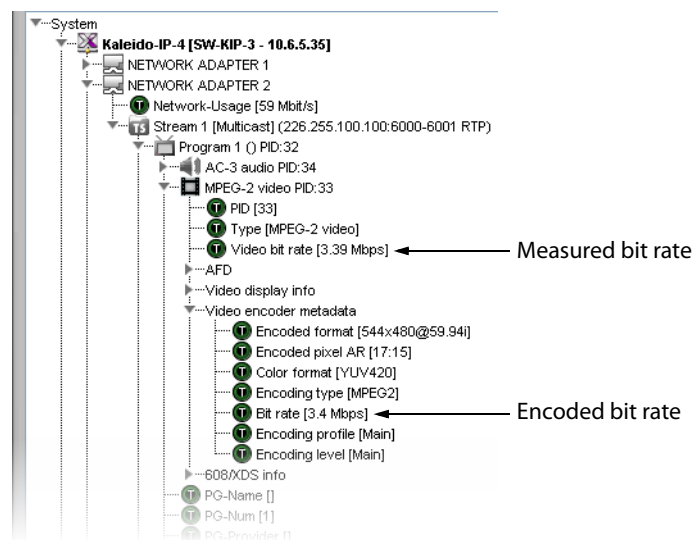 System
Kaleido-IP-4 [SW-KIP-3 - 10.6.5.35]
NETWORK ADAPTER 1
NETWORK ADAPTER 2
T Network-Usage [59 Mbit/s]
TS Stream 1 [Multicast] (226.255.100.100:6000-6001 RTP)
Program 1 () PID:32
AC-3 audio PID:34
MPEG-2 video PID:33
T PID [33]
T Type [MPEG-2 video]
T Video bit rate [3.39 Mbps] Measured bit rate
AFD
Video display info
Video encoder metadata
T Encoded format [544x480@59.94i]
T Encoded pixel AR [17:15]
T Color format [YUV420]
T Encoding type [MPEG2]
T Bit rate [3.4 Mbps] Encoded bit rate
T Encoding profile [Main]
T Encoding level [Main]
608/XDS info
T PG-Name []
T PG-Num [1]
T PG-Provider []